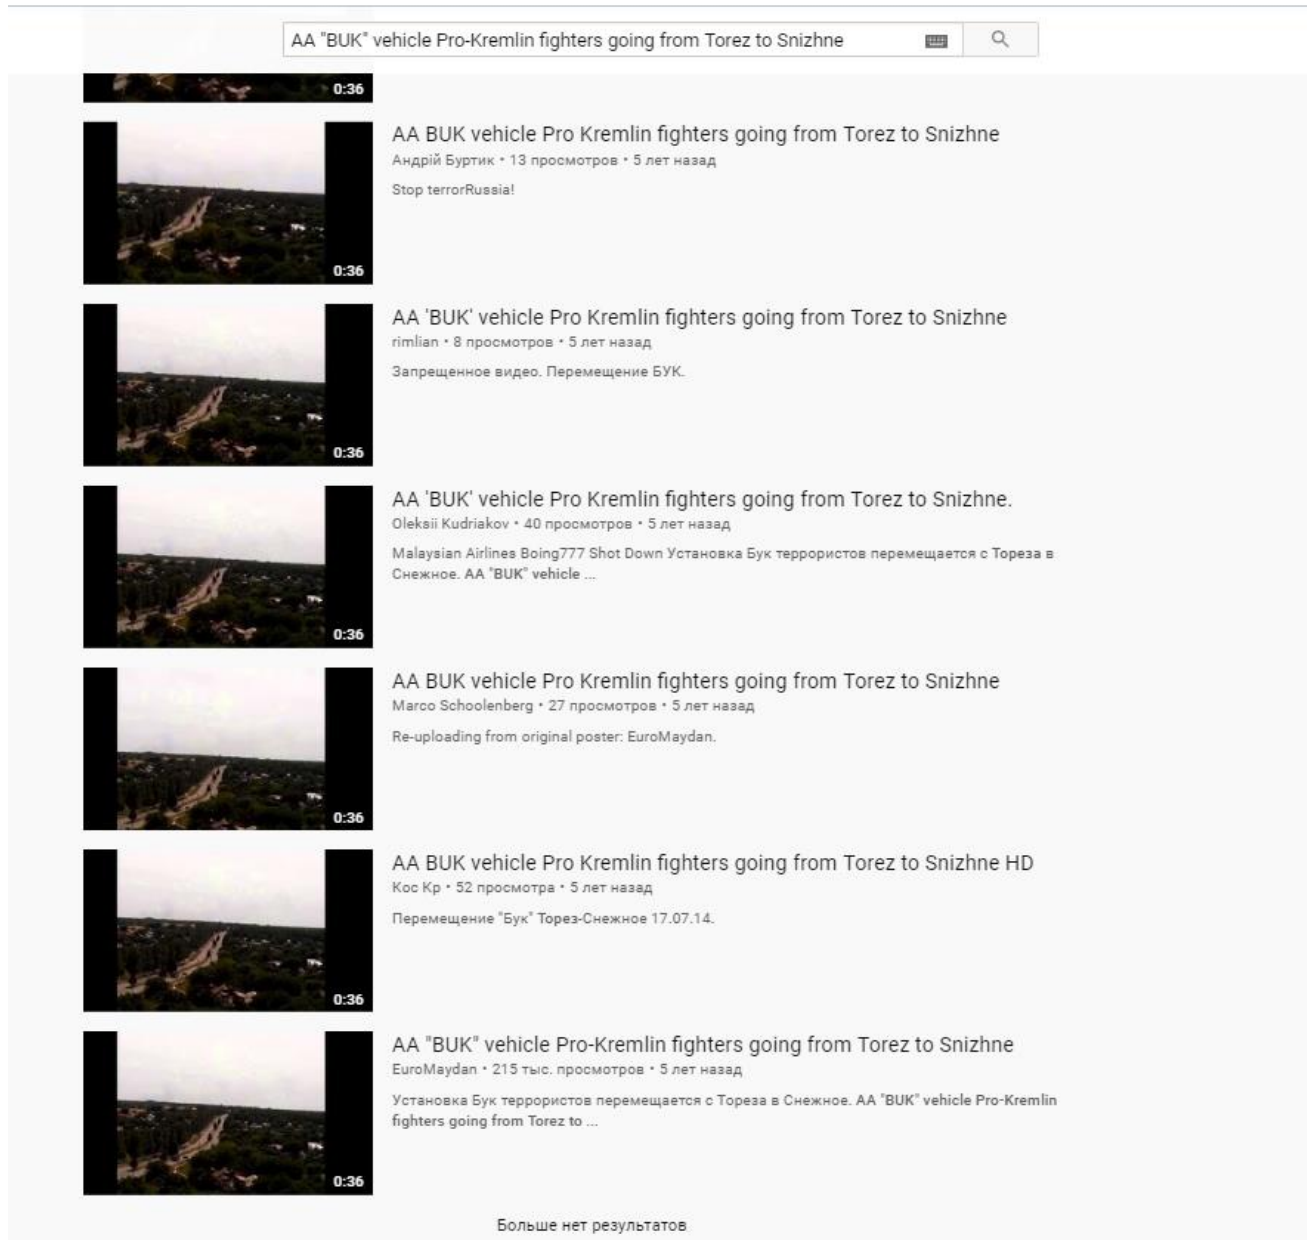 AA "BUK" vehicle Pro-Kremlin fighters going from Torez to Snizhne
0:36
AA BUK vehicle Pro Kremlin fighters going from Torez to Snizhne
Андрій Буртик • 13 просмотров • 5 лет назад
Stop terrorRussia!
0:36
AA 'BUK' vehicle Pro Kremlin fighters going from Torez to Snizhne
rimlian • 8 просмотров • 5 лет назад
Запрещенное видео. Перемещение БУК.
0:36
AA 'BUK' vehicle Pro Kremlin fighters going from Torez to Snizhne.
Oleksii Kudriakov • 40 просмотров • 5 лет назад
Malaysian Airlines Boing777 Shot Down Установка Бук террористов перемещается с Тореза в
Снежное. AA "BUK" vehicle ...
0:36
AA BUK vehicle Pro Kremlin fighters going from Torez to Snizhne
Marco Schoolenberg • 27 просмотров • 5 лет назад
Re-uploading from original poster: EuroMaydan.
0:36
AA BUK vehicle Pro Kremlin fighters going from Torez to Snizhne HD
Кос Кр • 52 просмотра • 5 лет назад
Перемещение "Бук" Торез-Снежное 17.07.14.
0:36
AA "BUK" vehicle Pro-Kremlin fighters going from Torez to Snizhne
EuroMaydan • 215 тыс. просмотров • 5 лет назад
Установка Бук террористов перемещается с Тореза в Снежное. AA "BUK" vehicle Pro-Kremlin
fighters going from Torez to ...
0:36
Больше нет результатов